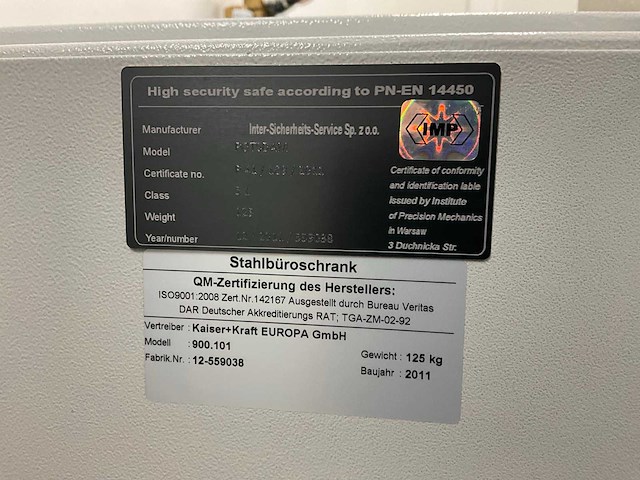 High security safe according to PN-EN 14450
Manufacturer Inter-Sicherheits-Service Sp. z o.o.
Model
Certificate no.
Class
Weight
Year/number / 559038
IMP
Certificate of conformity
and identification lable
Issued by Institute
of Precision Mechanics
in Warsaw
3 Duchnicka Str.
Stahlbüroschrank
QM-Zertifizierung des Herstellers:
ISO9001:2008 Zert.Nr.142167 Ausgestellt durch Bureau Veritas
DAR Deutscher Akkreditierungs RAT; TGA-ZM-02-92
Vertreiber : Kaiser+Kraft EUROPA GmbH
Modell : 900.101
Fabrik.Nr. : 12-559038
Gewicht : 125 kg
Baujahr : 2011